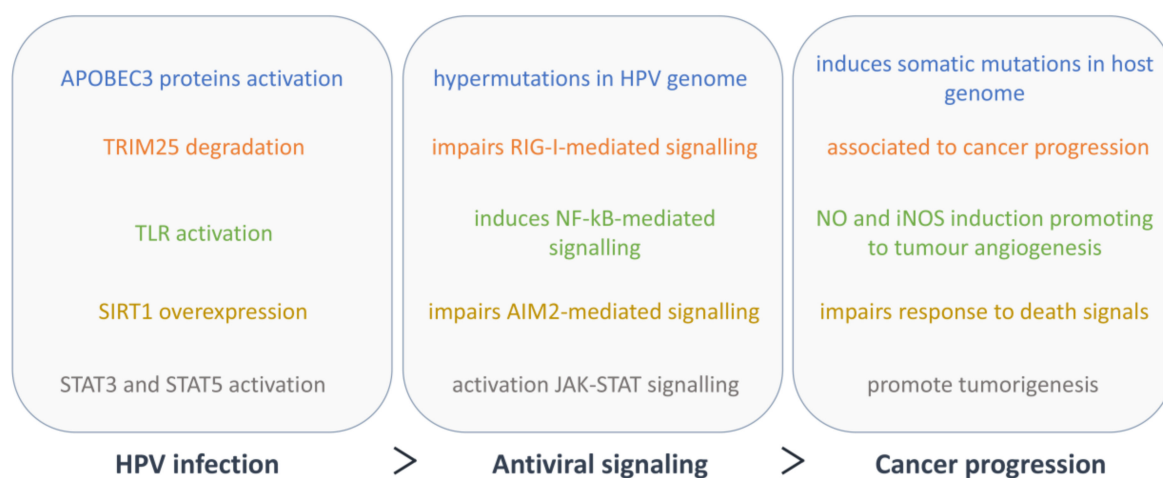 APOBEC3 proteins activation
TRIM25 degradation
TLR activation
SIRT1 overexpression
STAT3 and STAT5 activation
hypermutations in HPV genome
impairs RIG-I-mediated signalling
induces NF-kB-mediated
signalling
impairs AIM2-mediated signalling
activation JAK-STAT signalling
induces somatic mutations in host
genome
associated to cancer progression
NO and iNOS induction promoting
to tumour angiogenesis
impairs response to death signals
promote tumorigenesis
HPV infection > Antiviral signaling > Cancer progression